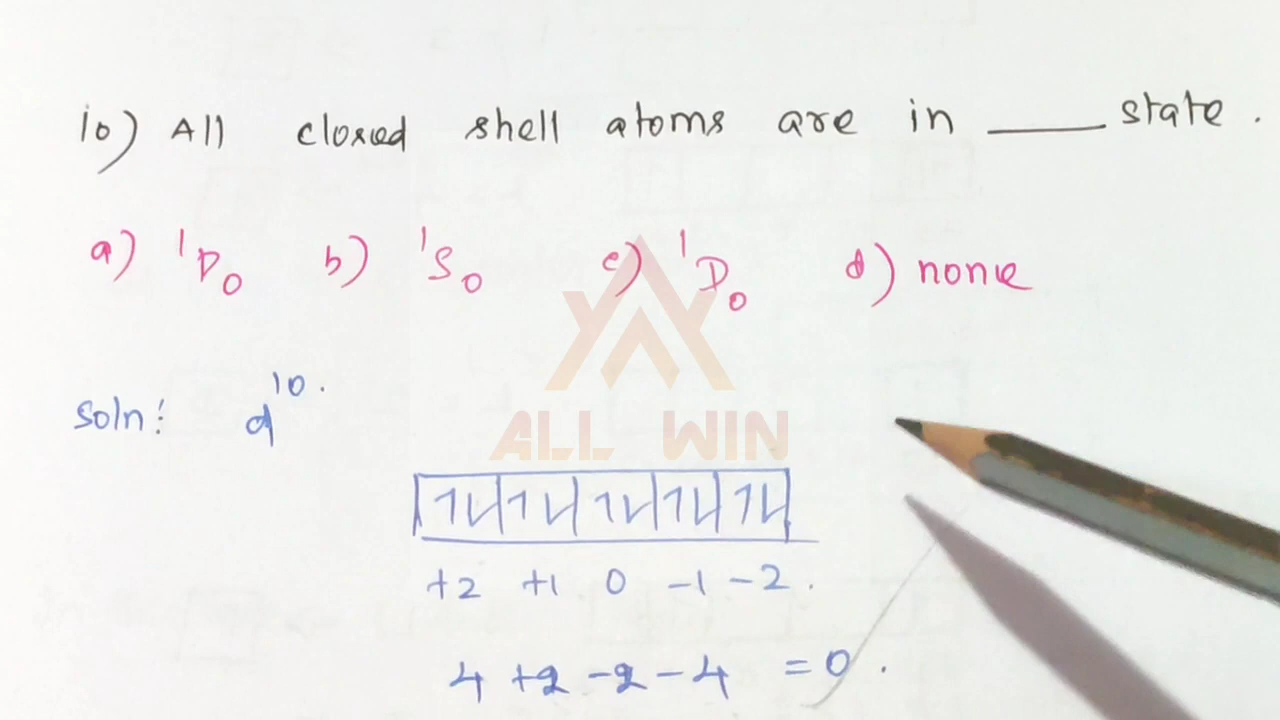 10) All closed shell atoms are in ____ state.
a) ¹P₀ b) ¹S₀ c) ¹D₀ d) none
ALL WIN
Soln: d¹⁰.
↿⇂ ↿⇂ ↿⇂ ↿⇂ ↿⇂
+2 +1 0 -1 -2.
4 +2 -2 -4 = 0.